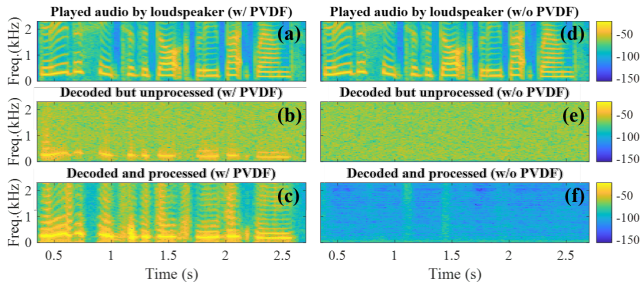 Played audio by loudspeaker (w/ PVDF)
Played audio by loudspeaker (w/o PVDF)
Freq.(kHz)
2
1
0
(a)
(d)
-50
-100
-150
Decoded but unprocessed (w/ PVDF)
Decoded but unprocessed (w/o PVDF)
Freq.(kHz)
2
1
0
(b)
(e)
-50
-100
-150
Decoded and processed (w/ PVDF)
Decoded and processed (w/o PVDF)
Freq.(kHz)
2
1
0
(c)
(f)
-50
-100
-150
0.5 1 1.5 2 2.5
0.5 1 1.5 2 2.5
Time (s)
Time (s)